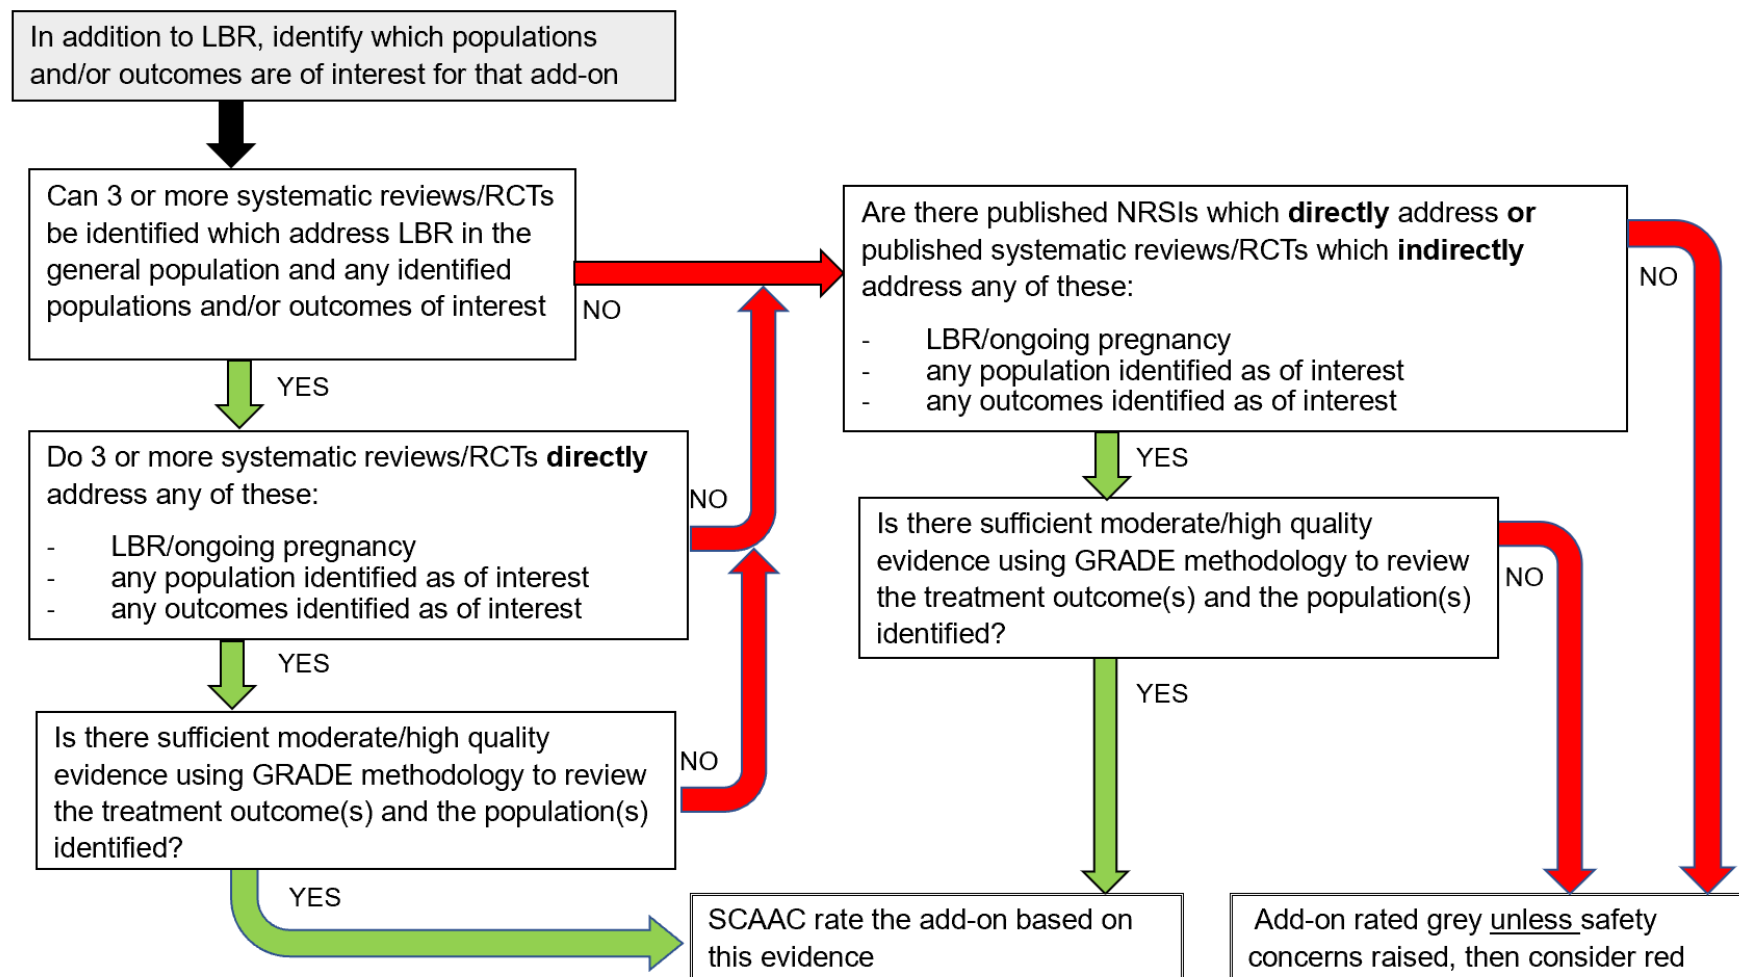 In addition to LBR, identify which populations
and/or outcomes are of interest for that add-on
Can 3 or more systematic reviews/RCTs
be identified which address LBR in the
general population and any identified
populations and/or outcomes of interest
NO
YES
Do 3 or more systematic reviews/RCTs directly
address any of these:
- LBR/ongoing pregnancy
- any population identified as of interest
- any outcomes identified as of interest
NO
YES
Is there sufficient moderate/high quality
evidence using GRADE methodology to review
the treatment outcome(s) and the population(s)
identified?
NO
YES
Are there published NRSIs which directly address or
published systematic reviews/RCTs which indirectly
address any of these:
- LBR/ongoing pregnancy
- any population identified as of interest
- any outcomes identified as of interest
NO
YES
Is there sufficient moderate/high quality
evidence using GRADE methodology to review
the treatment outcome(s) and the population(s)
identified?
NO
YES
SCAAC rate the add-on based on
this evidence
Add-on rated grey unless safety
concerns raised, then consider red